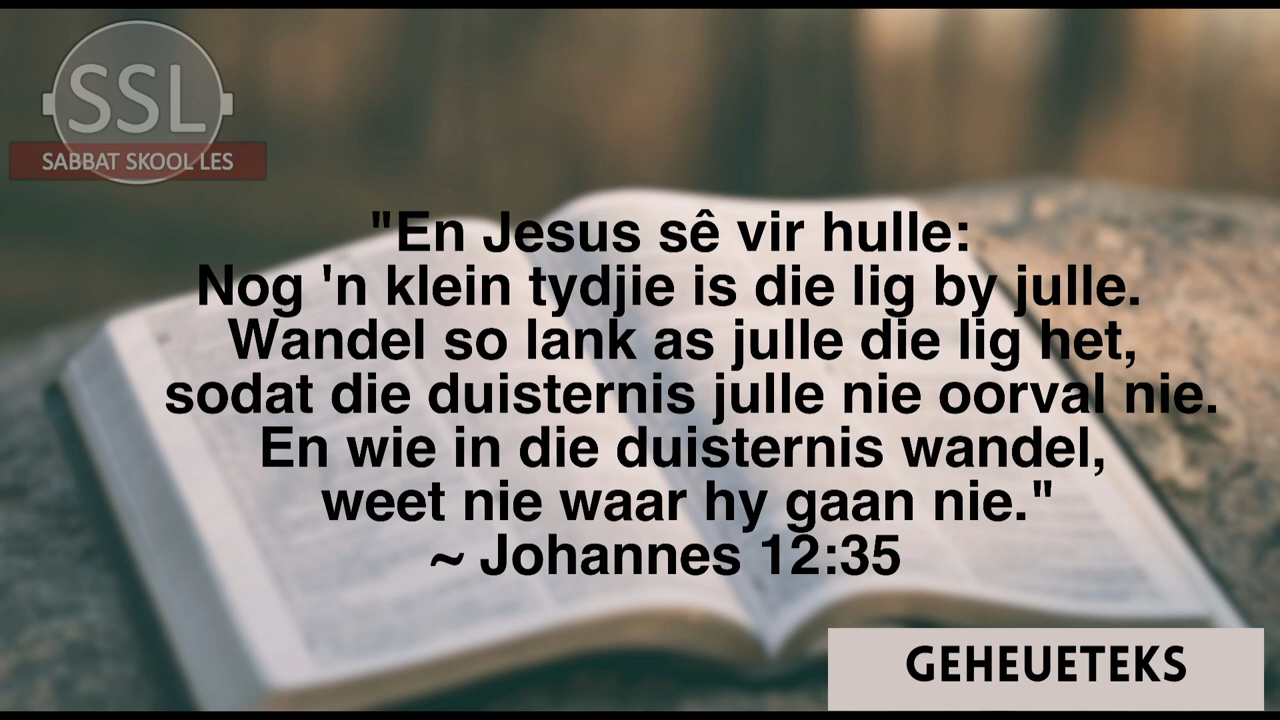 SSL
SABBAT SKOOL LES
"En Jesus sê vir hulle:
Nog 'n klein tydjie is die lig by julle.
Wandel so lank as julle die lig het,
sodat die duisternis julle nie oorval nie.
En wie in die duisternis wandel,
weet nie waar hy gaan nie."
~ Johannes 12:35
GEHEUETEKS